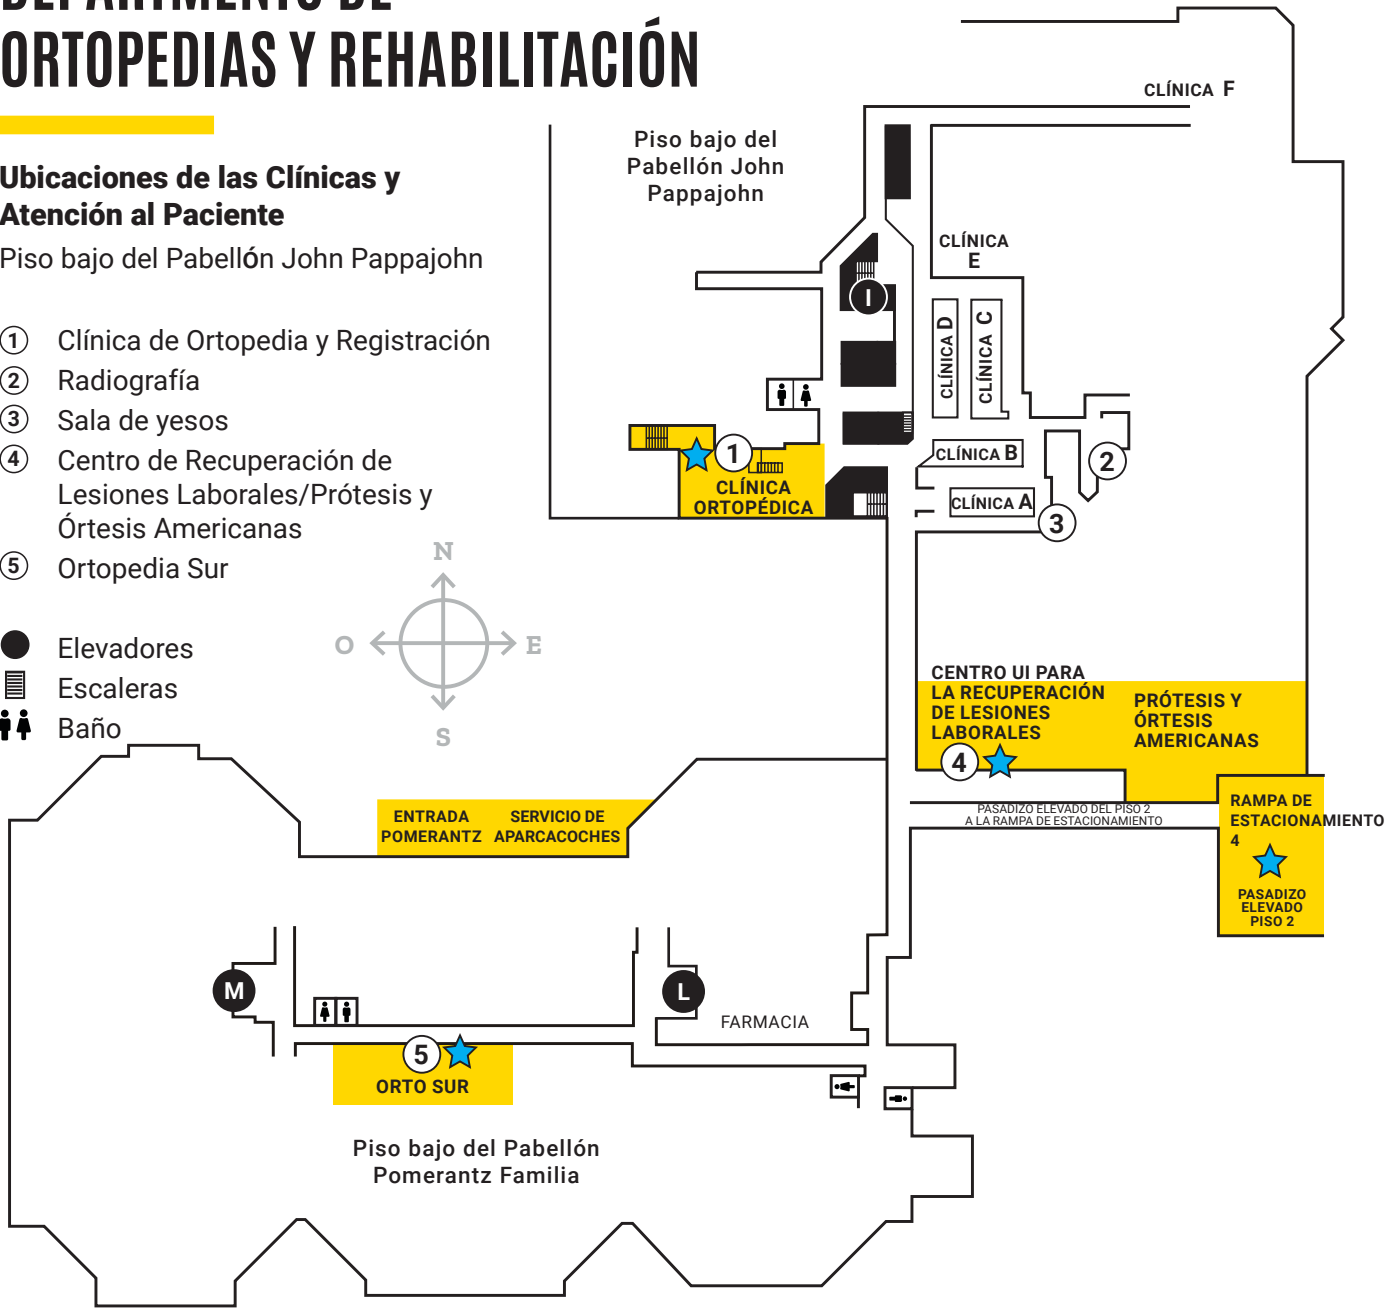 DEPARTMENTO DE
ORTOPEDIAS Y REHABILITACIÓN
Ubicaciones de las Clínicas y
Atención al Paciente
Piso bajo del Pabellón John Pappajohn
1 Clínica de Ortopedia y Registración
2 Radiografía
3 Sala de yesos
4 Centro de Recuperación de
Lesiones Laborales/Prótesis y
Órtesis Americanas
5 Ortopedia Sur
Elevadores
Escaleras
Baño
N
O
E
S
Piso bajo del
Pabellón John
Pappajohn
CLÍNICA F
CLÍNICA
E
I
CLÍNICA D
CLÍNICA C
CLÍNICA B
CLÍNICA A
1
2
3
CLÍNICA
ORTOPÉDICA
CENTRO UI PARA
LA RECUPERACIÓN
DE LESIONES
LABORALES
4
PRÓTESIS Y
ÓRTESIS
AMERICANAS
PASADIZO ELEVADO DEL PISO 2
A LA RAMPA DE ESTACIONAMIENTO
RAMPA DE
ESTACIONAMIENTO
4
PASADIZO
ELEVADO
PISO 2
ENTRADA
POMERANTZ
SERVICIO DE
APARCACOCHES
M
L
FARMACIA
5
ORTO SUR
Piso bajo del Pabellón
Pomerantz Familia